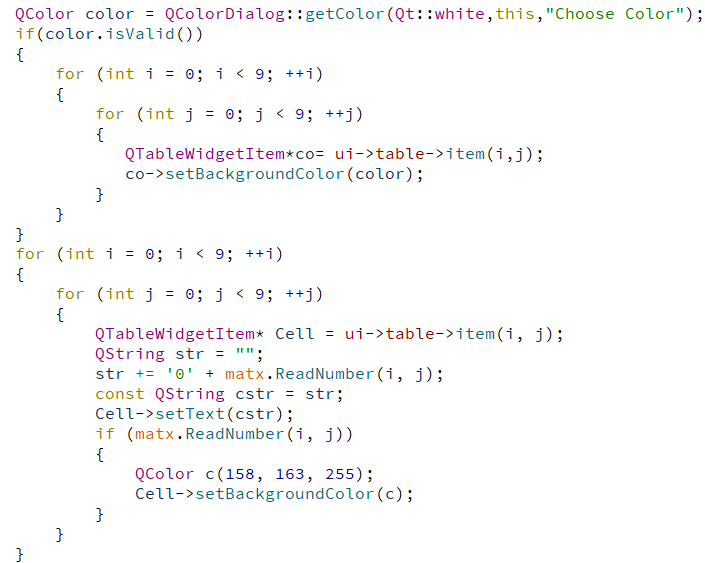 QColor color = QColorDialog::getColor(Qt::white,this,"Choose Color");
if(color.isValid())
{
    for (int i = 0; i < 9; ++i)
    {
        for (int j = 0; j < 9; ++j)
        {
           QTableWidgetItem*co= ui->table->item(i,j);
           co->setBackgroundColor(color);
        }
    }
}
for (int i = 0; i < 9; ++i)
{
    for (int j = 0; j < 9; ++j)
    {
        QTableWidgetItem* Cell = ui->table->item(i, j);
        QString str = "";
        str += '0' + matx.ReadNumber(i, j);
        const QString cstr = str;
        Cell->setText(cstr);
        if (matx.ReadNumber(i, j))
        {
            QColor c(158, 163, 255);
            Cell->setBackgroundColor(c);
        }
    }
}